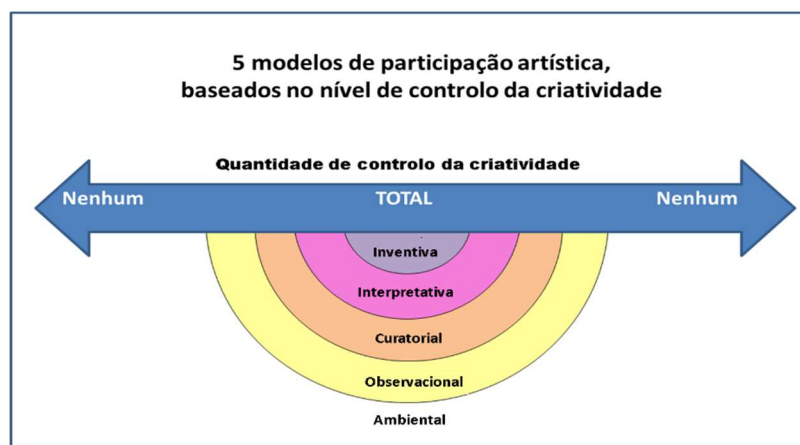 5 modelos de participação artística,
baseados no nível de controlo da criatividade
Quantidade de controlo da criatividade
Nenhum TOTAL Nenhum
Inventiva
Interpretativa
Curatorial
Observacional
Ambiental